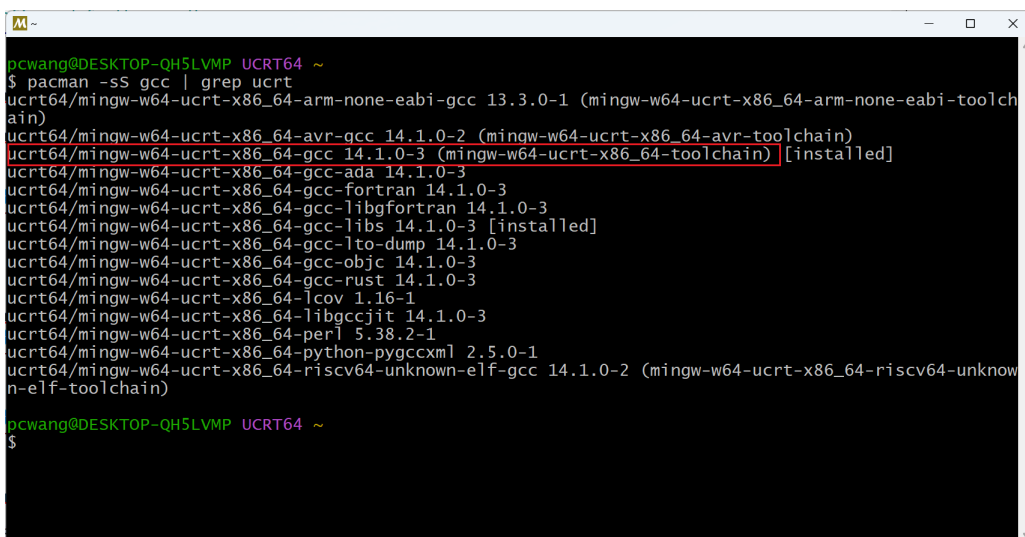 M ~
pcwang@DESKTOP-QH5LVMP UCRT64 ~
$ pacman -sS gcc | grep ucrt
ucrt64/mingw-w64-ucrt-x86_64-arm-none-eabi-gcc 13.3.0-1 (mingw-w64-ucrt-x86_64-arm-none-eabi-toolch
ain)
ucrt64/mingw-w64-ucrt-x86_64-avr-gcc 14.1.0-2 (mingw-w64-ucrt-x86_64-avr-toolchain)
ucrt64/mingw-w64-ucrt-x86_64-gcc 14.1.0-3 (mingw-w64-ucrt-x86_64-toolchain) [installed]
ucrt64/mingw-w64-ucrt-x86_64-gcc-ada 14.1.0-3
ucrt64/mingw-w64-ucrt-x86_64-gcc-fortran 14.1.0-3
ucrt64/mingw-w64-ucrt-x86_64-gcc-libgfortran 14.1.0-3
ucrt64/mingw-w64-ucrt-x86_64-gcc-libs 14.1.0-3 [installed]
ucrt64/mingw-w64-ucrt-x86_64-gcc-lto-dump 14.1.0-3
ucrt64/mingw-w64-ucrt-x86_64-gcc-objc 14.1.0-3
ucrt64/mingw-w64-ucrt-x86_64-gcc-rust 14.1.0-3
ucrt64/mingw-w64-ucrt-x86_64-lcov 1.16-1
ucrt64/mingw-w64-ucrt-x86_64-libgccjit 14.1.0-3
ucrt64/mingw-w64-ucrt-x86_64-perl 5.38.2-1
ucrt64/mingw-w64-ucrt-x86_64-python-pygccxml 2.5.0-1
ucrt64/mingw-w64-ucrt-x86_64-riscv64-unknown-elf-gcc 14.1.0-2 (mingw-w64-ucrt-x86_64-riscv64-unknow
n-elf-toolchain)
pcwang@DESKTOP-QH5LVMP UCRT64 ~
$